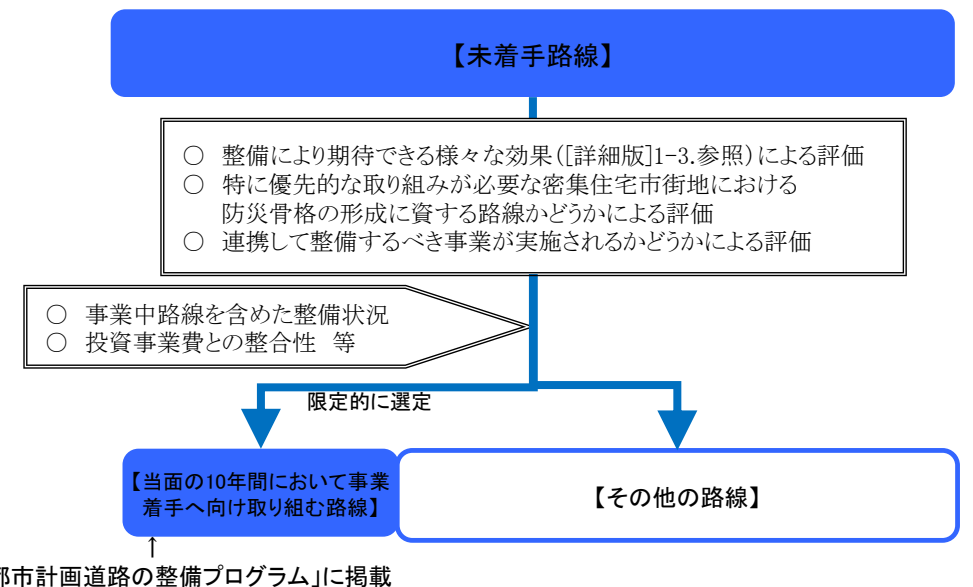 【未着手路線】
○ 整備により期待できる様々な効果([詳細版]1-3.参照)による評価
○ 特に優先的な取り組みが必要な密集住宅市街地における
防災骨格の形成に資する路線かどうかによる評価
○ 連携して整備するべき事業が実施されるかどうかによる評価
○ 事業中路線を含めた整備状況
○ 投資事業費との整合性 等
限定的に選定
【当面の10年間において事業
着手へ向け取り組む路線】
【その他の路線】
↑
都市計画道路の整備プログラム」に掲載